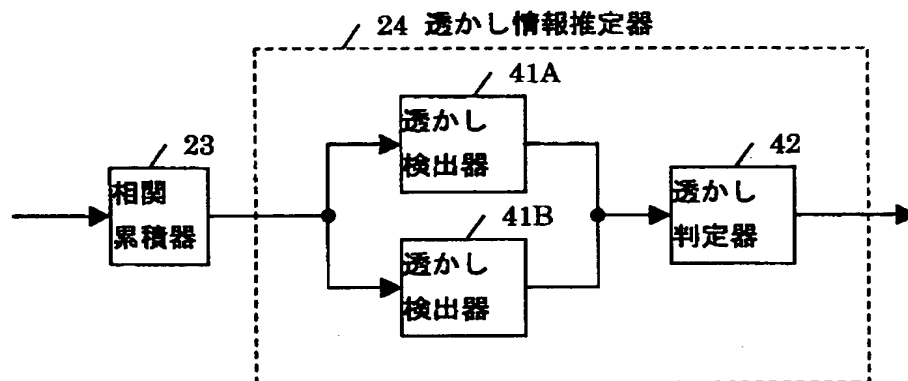 24 透かし情報推定器
41A
透かし
検出器
23
相関
累積器
41B
透かし
検出器
42
透かし
判定器